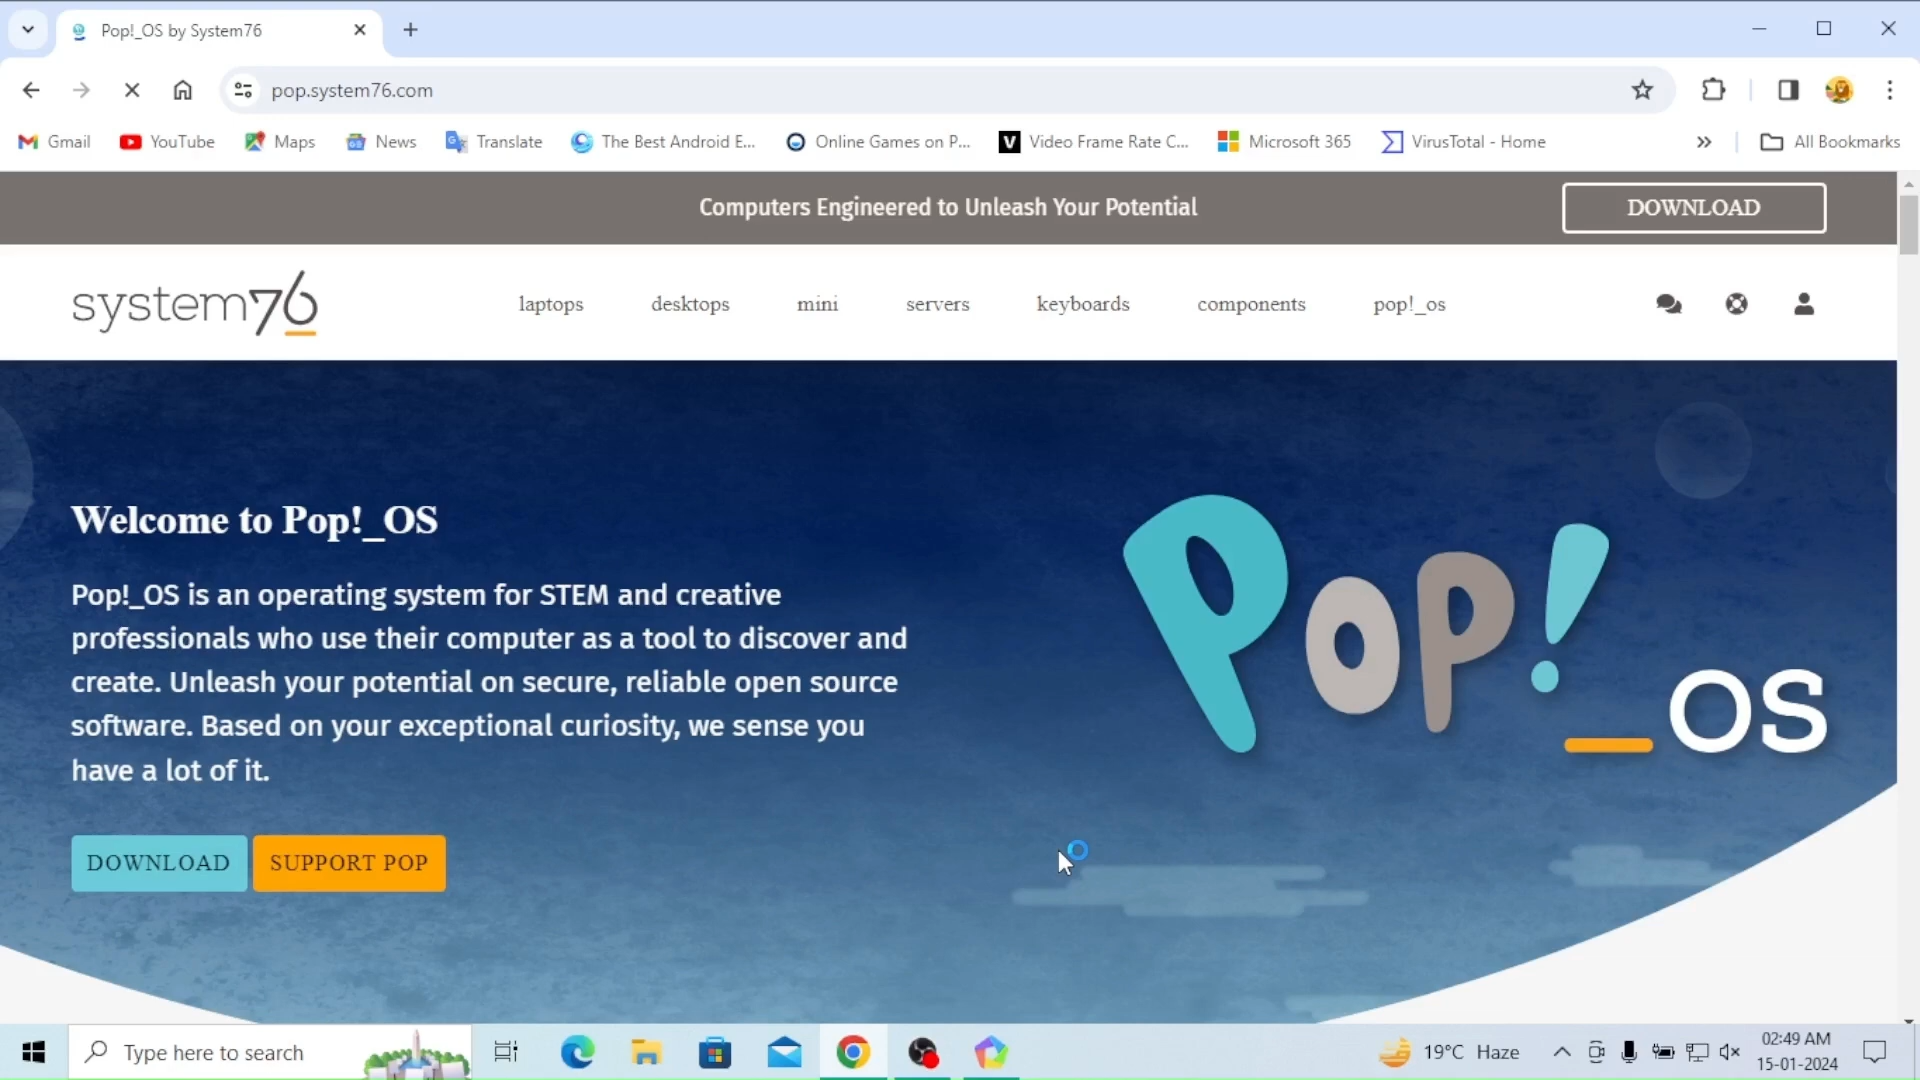 Pop!_OS by System76
pop.system76.com
Gmail
YouTube
Maps
News
Translate
The Best Android E...
Online Games on P...
Video Frame Rate C...
Microsoft 365
VirusTotal - Home
All Bookmarks
Computers Engineered to Unleash Your Potential
DOWNLOAD
system76
laptops
desktops
mini
servers
keyboards
components
pop!_os
Welcome to Pop!_OS
Pop!_OS is an operating system for STEM and creative
professionals who use their computer as a tool to discover and
create. Unleash your potential on secure, reliable open source
software. Based on your exceptional curiosity, we sense you
have a lot of it.
DOWNLOAD
SUPPORT POP
Pop!_OS
Type here to search
19°C Haze
02:49 AM
15-01-2024